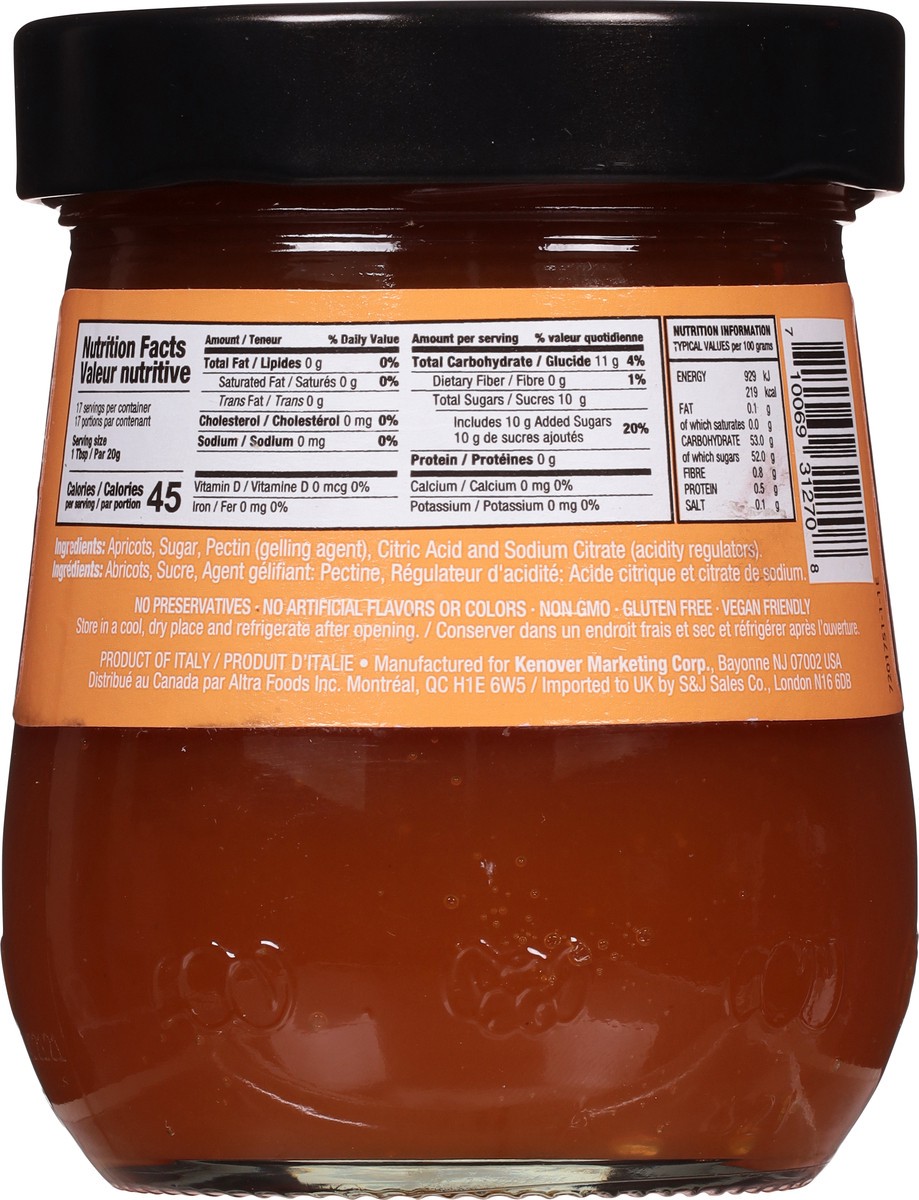 Nutrition Facts
Valeur nutritive
17 servings per container
17 portions par contenant
Serving size
1 Tbsp / Par 20g
Calories / Calories
per serving / par portion 45
Amount / Teneur % Daily Value
Total Fat / Lipides 0 g 0%
Saturated Fat / Saturés 0 g 0%
Trans Fat / Trans 0 g
Cholesterol / Cholestérol 0 mg 0%
Sodium / Sodium 0 mg 0%
Vitamin D / Vitamine D 0 mcg 0%
Iron / Fer 0 mg 0%
Amount per serving % valeur quotidienne
Total Carbohydrate / Glucide 11 g 4%
Dietary Fiber / Fibre 0 g 1%
Total Sugars / Sucres 10 g
Includes 10 g Added Sugars
10 g de sucres ajoutés 20%
Protein / Protéines 0 g
Calcium / Calcium 0 mg 0%
Potassium / Potassium 0 mg 0%
NUTRITION INFORMATION
TYPICAL VALUES per 100 grams
ENERGY 929 kJ
219 kcal
FAT 0.1 g
of which saturates 0.0 g
CARBOHYDRATE 53.0 g
of which sugars 52.0 g
FIBRE 0.8 g
PROTEIN 0.5 g
SALT 0.1 g
7 10069 31270 8
Ingredients: Apricots, Sugar, Pectin (gelling agent), Citric Acid and Sodium Citrate (acidity regulators).
Ingrédients: Abricots, Sucre, Agent gélifiant: Pectine, Régulateur d'acidité: Acide citrique et citrate de sodium.
NO PRESERVATIVES · NO ARTIFICIAL FLAVORS OR COLORS · NON-GMO · GLUTEN FREE · VEGAN FRIENDLY
Store in a cool, dry place and refrigerate after opening. / Conserver dans un endroit frais et sec et réfrigérer après l'ouverture.
PRODUCT OF ITALY / PRODUIT D'ITALIE • Manufactured for Kenover Marketing Corp., Bayonne NJ 07002 USA
Distribué au Canada par Altra Foods Inc. Montréal, QC H1E 6W5 / Imported to UK by S&J Sales Co., London N16 6DB